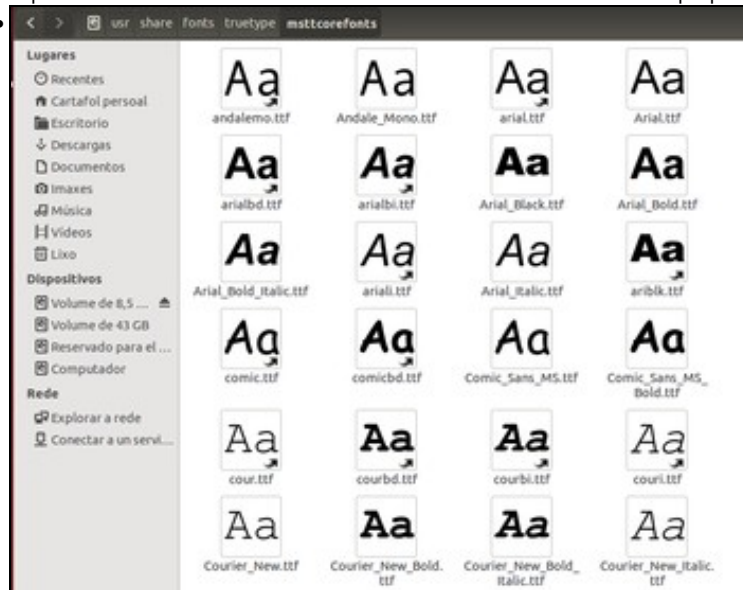 usr share fonts truetype msttcorefonts
Lugares
Recentes
Cartafol persoal
Escritorio
Descargas
Documentos
Imaxes
Música
Vídeos
Lixo
Dispositivos
Volume de 8,5 ...
Volume de 43 GB
Reservado para el ...
Computador
Rede
Explorar a rede
Conectar a un servi...
Aa Aa Aa Aa
andalemo.ttf Andale_Mono.ttf arial.ttf Arial.ttf
Aa Aa Aa Aa
arialbd.ttf arialbi.ttf Arial_Black.ttf Arial_Bold.ttf
Aa Aa Aa Aa
Arial_Bold_Italic.ttf ariali.ttf Arial_Italic.ttf ariblk.ttf
Aa Aa Aa Aa
comic.ttf comicbd.ttf Comic_Sans_MS.ttf Comic_Sans_MS_
Bold.ttf
Aa Aa Aa Aa
cour.ttf courbd.ttf courbi.ttf couri.ttf
Aa Aa Aa Aa
Courier_New.ttf Courier_New_Bold. Courier_New_Bold_ Courier_New_Italic.
ttf Italic.ttf ttf